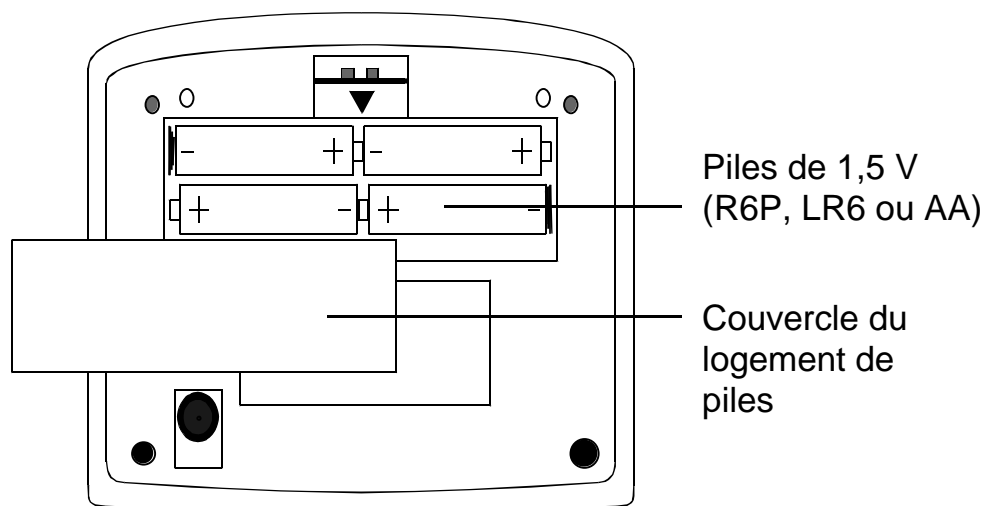 - + - +
+ - + -
Piles de 1,5 V
(R6P, LR6 ou AA)
Couvercle du
logement de
piles